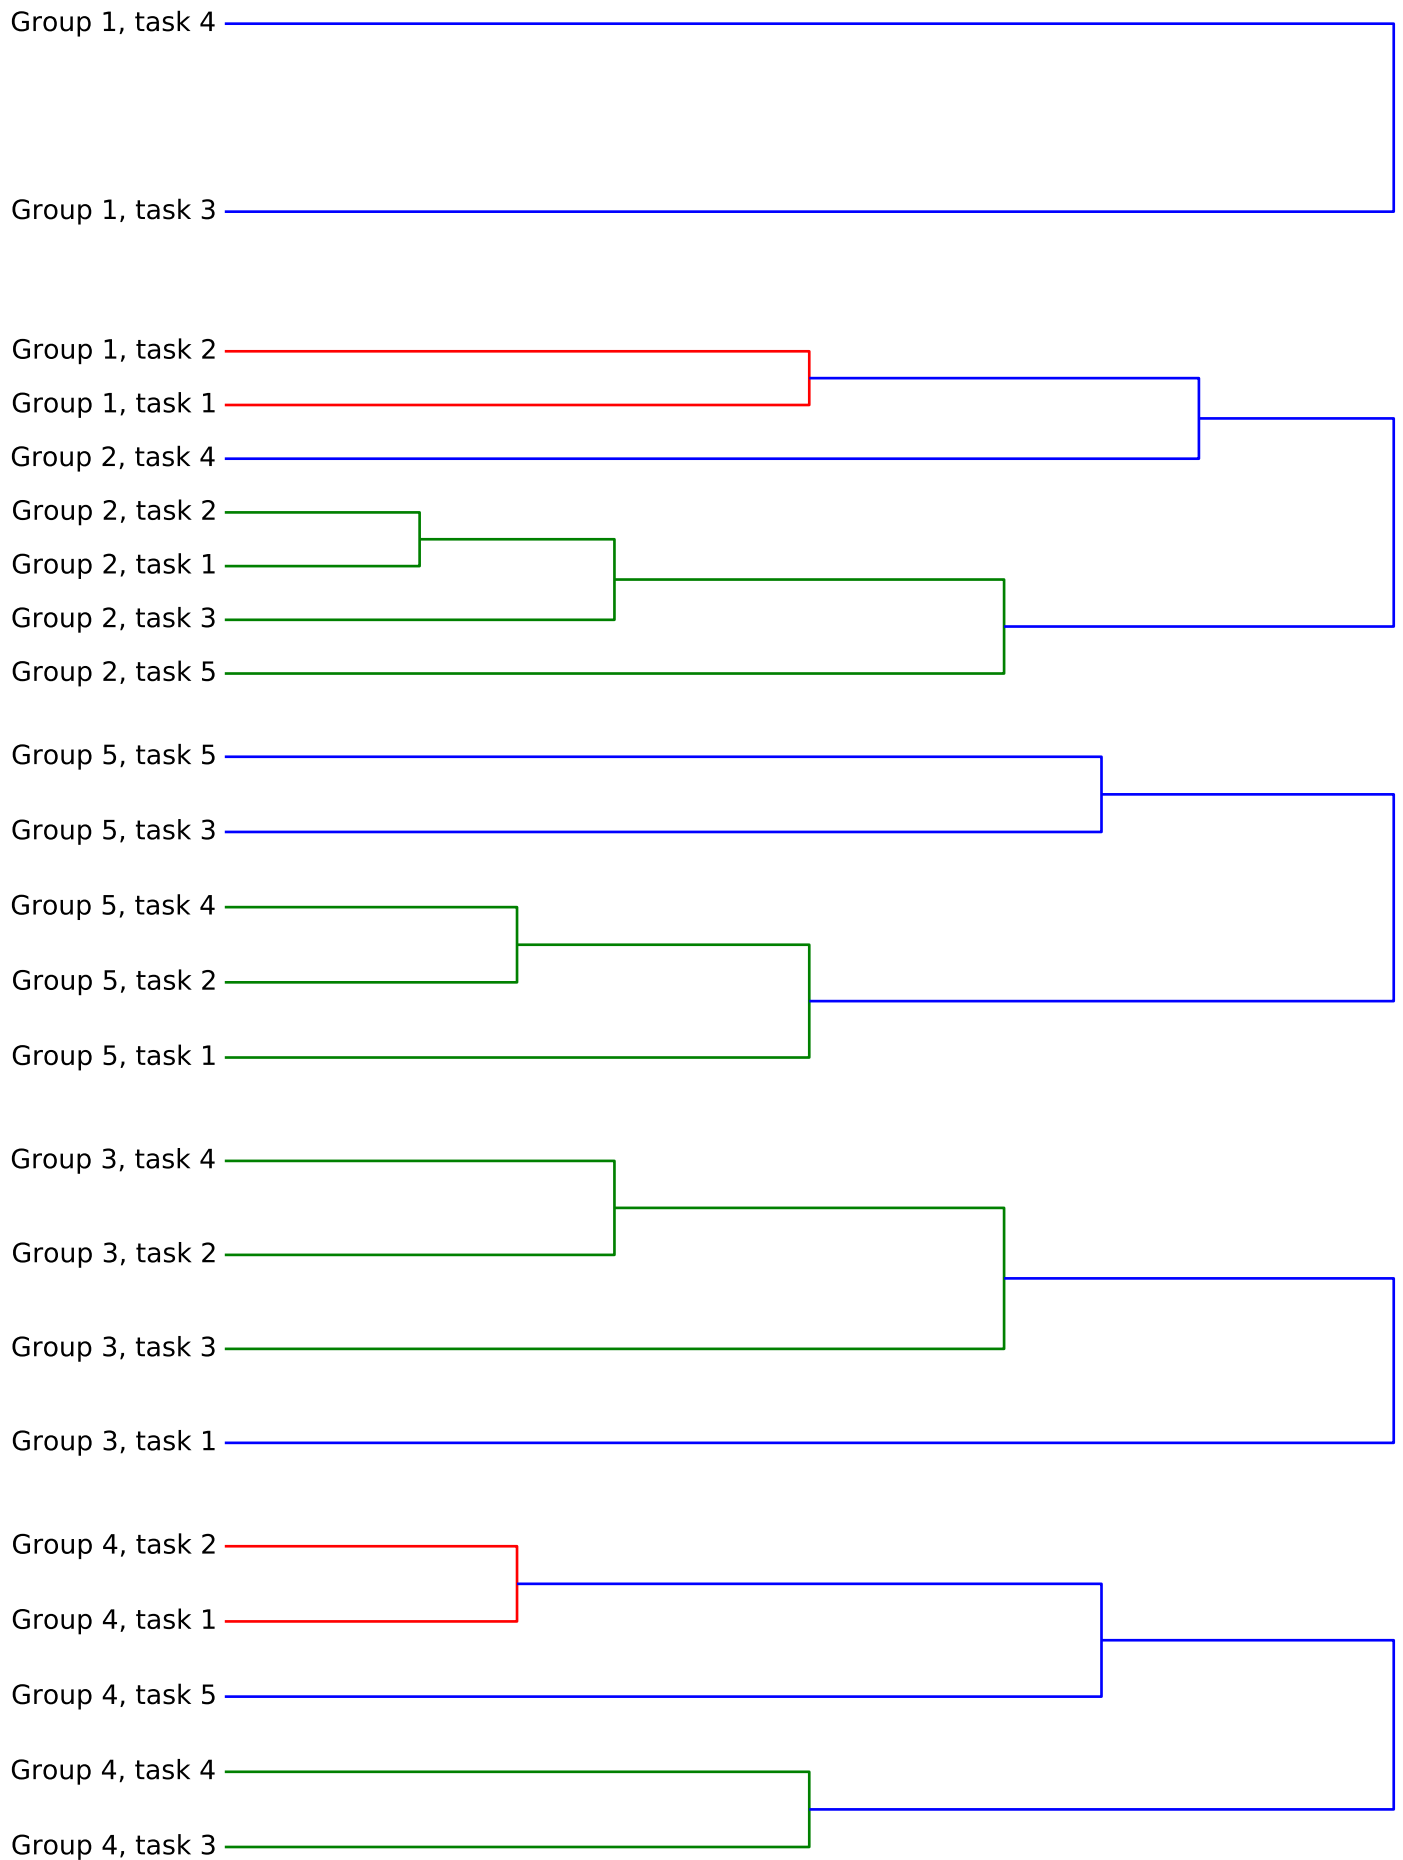 Group 1, task 4
Group 1, task 3
Group 1, task 2
Group 1, task 1
Group 2, task 4
Group 2, task 2
Group 2, task 1
Group 2, task 3
Group 2, task 5
Group 5, task 5
Group 5, task 3
Group 5, task 4
Group 5, task 2
Group 5, task 1
Group 3, task 4
Group 3, task 2
Group 3, task 3
Group 3, task 1
Group 4, task 2
Group 4, task 1
Group 4, task 5
Group 4, task 4
Group 4, task 3